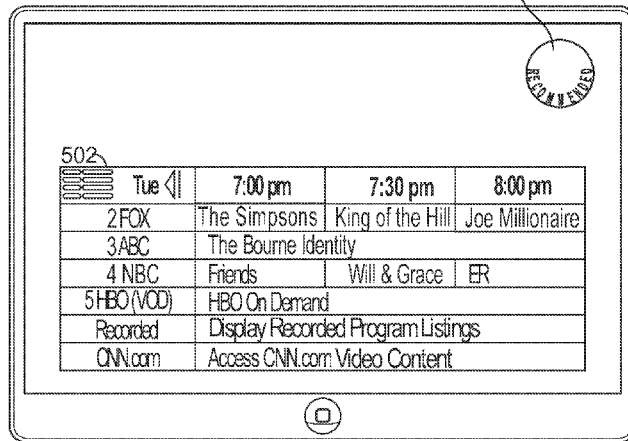 RECOMMENDED
502
Tue 7:00 pm 7:30 pm 8:00 pm
2 FOX The Simpsons King of the Hill Joe Millionaire
3 ABC The Bourne Identity
4 NBC Friends Will & Grace ER
5 HBO (VOD) HBO On Demand
Recorded Display Recorded Program Listings
CNN.com Access CNN.com Video Content